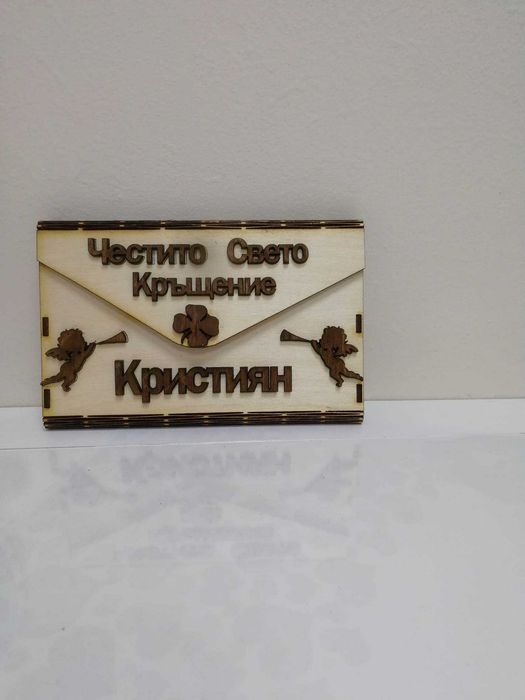 Честито Свето
Кръщение
Кристиян